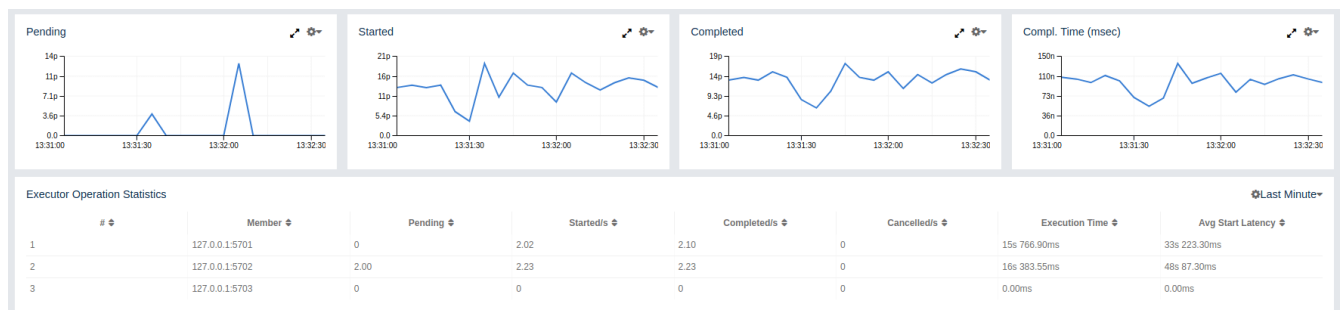 Pending Started Completed Compl. Time (msec)
14p 21p 19p 150n
11p 16p 14p 110n
7.1p 11p 9.3p 73n
3.6p 5.4p 4.6p 36n
0.0 0.0 0.0 0.0
13:31:00 13:31:30 13:32:00 13:32:30 13:31:00 13:31:30 13:32:00 13:32:30 13:31:00 13:31:30 13:32:00 13:32:30 13:31:00 13:31:30 13:32:00 13:32:30
Executor Operation Statistics Last Minute
# Member Pending Started/s Completed/s Cancelled/s Execution Time Avg Start Latency
1 127.0.0.1:5701 0 2.02 2.10 0 15s 766.90ms 33s 223.30ms
2 127.0.0.1:5702 2.00 2.23 2.23 0 16s 383.55ms 48s 87.30ms
3 127.0.0.1:5703 0 0 0 0 0.00ms 0.00ms